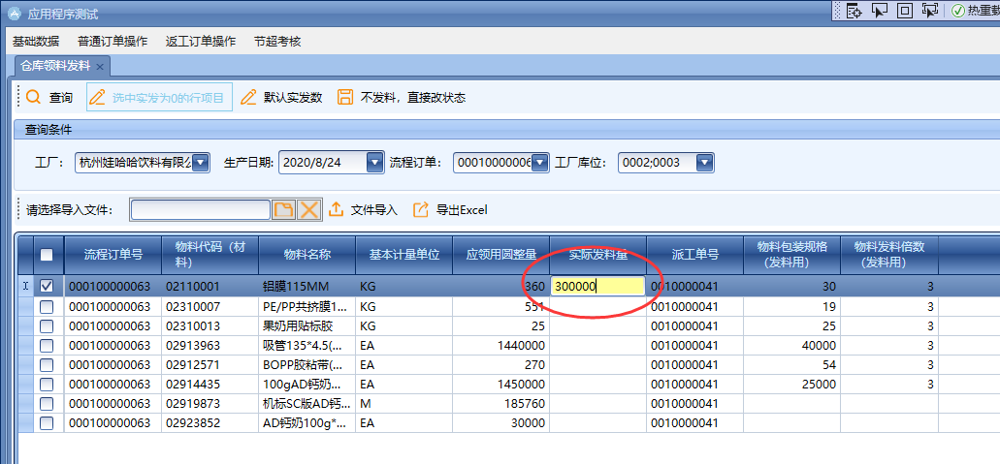 应用程序测试
热重载
基础数据 普通订单操作 返工订单操作 节超考核
仓库领料发料 ×
查询 选中实发为0的行项目 默认实发数 不发料，直接改状态
查询条件
工厂： 杭州娃哈哈饮料有限公 生产日期: 2020/8/24 流程订单： 00010000006 工厂库位： 0002;0003
请选择导入文件： 文件导入 导出Excel
流程订单号 物料代码（材料） 物料名称 基本计量单位 应领用圆整量 实际发料量 派工单号 物料包装规格（发料用） 物料发料倍数（发料用）
000100000063 02110001 铝膜115MM KG 360 300000 0010000041 30 3
000100000063 02310007 PE/PP共挤膜1... KG 551 0010000041 19 3
000100000063 02310013 果奶用贴标胶 KG 25 0010000041 25 3
000100000063 02913963 吸管135*4.5(... EA 1440000 0010000041 40000 3
000100000063 02912571 BOPP胶粘带(... EA 270 0010000041 54 3
000100000063 02914435 100gAD钙奶... EA 1450000 0010000041 25000 3
000100000063 02919873 机标SC版AD钙... M 185760 0010000041
000100000063 02923852 AD钙奶100g*... EA 30000 0010000041